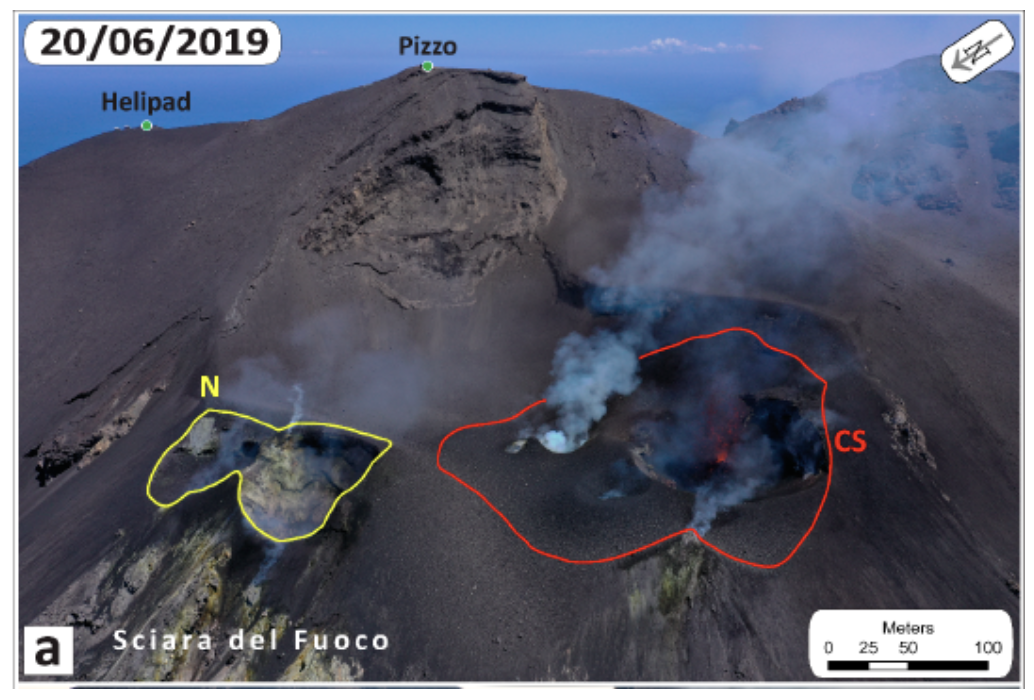 20/06/2019
Pizzo
N
Helipad
N
CS
Sciara del Fuoco
a
Meters
0 25 50 100